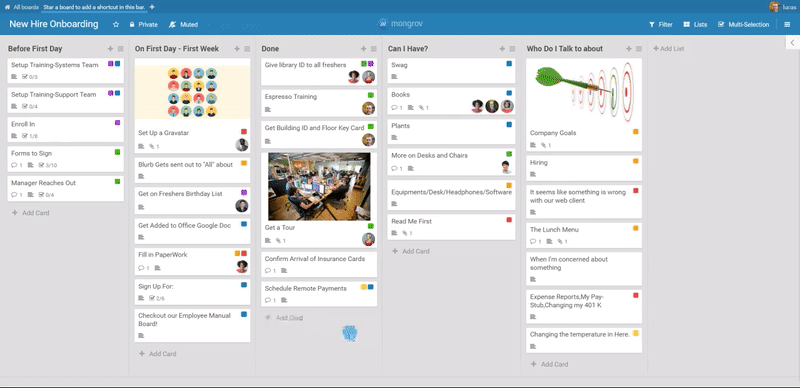 All boards
Star a board to add a shortcut in this bar.
lucas
New Hire Onboarding
Private
Muted
mongrov
Filter
Lists
Multi-Selection
Before First Day
Setup Training-Systems Team
0/3
Setup Training-Support Team
0/4
Enroll In
1/6
Forms to Sign
1
3/10
Manager Reaches Out
0/4
Add Card
On First Day - First Week
Set Up a Gravatar
1
Blurb Gets sent out to "All" about
Get on Freshers Birthday List
Get Added to Office Google Doc
Fill in PaperWork
1
Sign Up For:
2/6
Checkout our Employee Manual
Board!
Add Card
Done
Give library ID to all freshers
Espresso Training
Get Building ID and Floor Key Card
Get a Tour
1
Confirm Arrival of Insurance Cards
1
Schedule Remote Payments
1
Add Card
Can I Have?
Swag
Books
1
1
Plants
More on Desks and Chairs
1
Equipments/Desk/Headphones/Software
Read Me First
1
Add Card
Who Do I Talk to about
Company Goals
1
Hiring
It seems like something is wrong
with our web client
The Lunch Menu
1
1
When I'm concerned about
something
Expense Reports,My Pay-
Stub,Changing my 401 K
Changing the temperature in Here.
Add Card
Add List